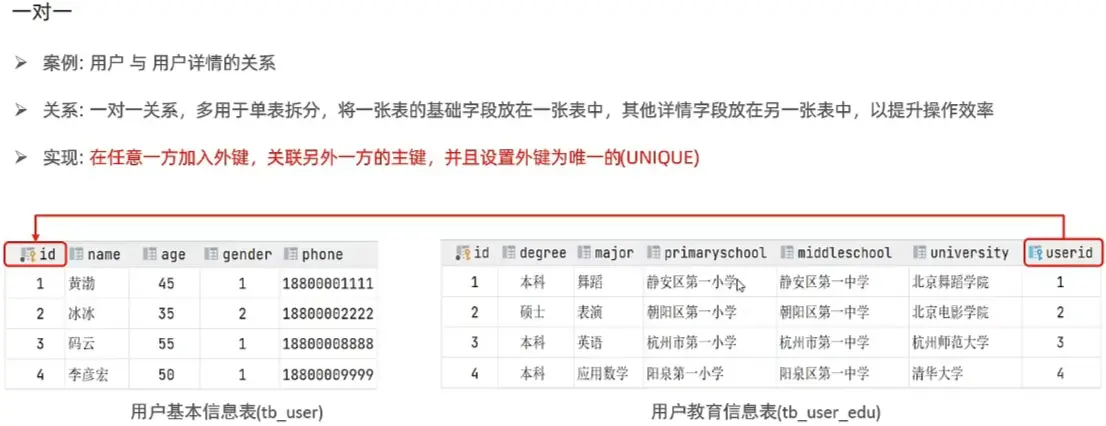 一对一
➢ 案例: 用户 与 用户详情的关系
➢ 关系: 一对一关系，多用于单表拆分，将一张表的基础字段放在一张表中，其他详情字段放在另一张表中，以提升操作效率
➢ 实现: 在任意一方加入外键，关联另外一方的主键，并且设置外键为唯一的(UNIQUE)
id name age gender phone
1 黄渤 45 1 18800001111
2 冰冰 35 2 18800002222
3 码云 55 1 18800008888
4 李彦宏 50 1 18800009999
用户基本信息表(tb_user)
id degree major primaryschool middleschool university userid
1 本科 舞蹈 静安区第一小学 静安区第一中学 北京舞蹈学院 1
2 硕士 表演 朝阳区第一小学 朝阳区第一中学 北京电影学院 2
3 本科 英语 杭州市第一小学 杭州市第一中学 杭州师范大学 3
4 本科 应用数学 阳泉第一小学 阳泉区第一中学 清华大学 4
用户教育信息表(tb_user_edu)